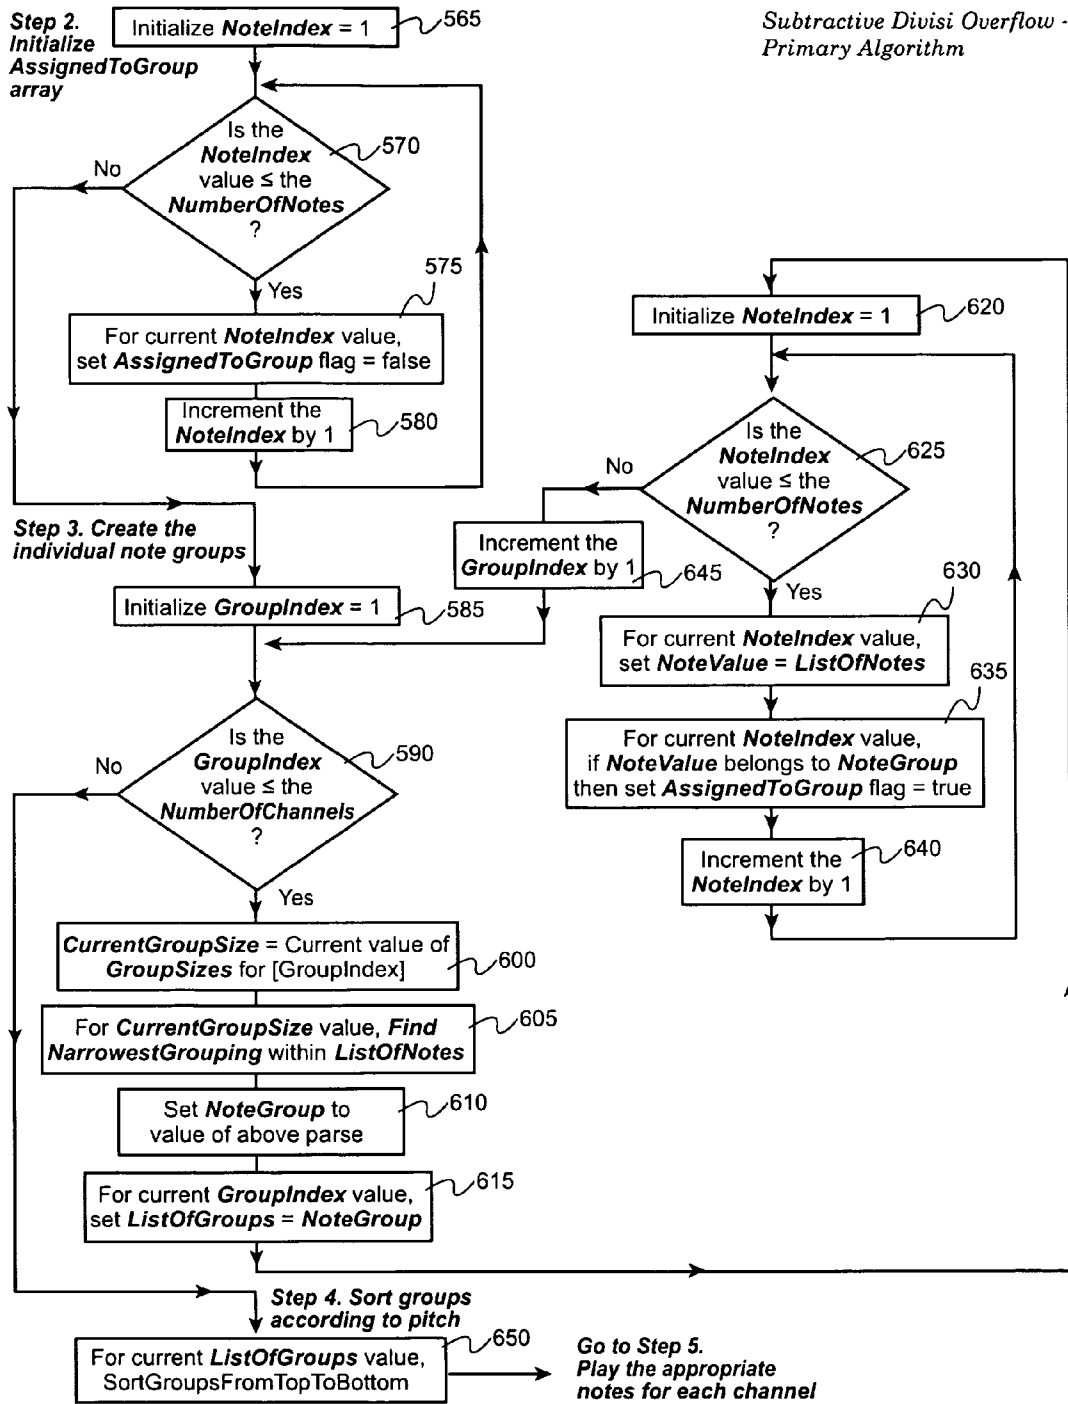 Step 2.
Initialize
AssignedToGroup
array
Initialize NoteIndex = 1
565
Subtractive Divisi Overflow -
Primary Algorithm
Is the
NoteIndex
value ≤ the
NumberOfNotes
?
570
No
Yes
575
For current NoteIndex value,
set AssignedToGroup flag = false
Increment the
NoteIndex by 1
580
Step 3. Create the
individual note groups
Initialize GroupIndex = 1
585
Is the
GroupIndex
value ≤ the
NumberOfChannels
?
590
No
Yes
CurrentGroupSize = Current value of
GroupSizes for [GroupIndex]
600
For CurrentGroupSize value, Find
NarrowestGrouping within ListOfNotes
605
Set NoteGroup to
value of above parse
610
For current GroupIndex value,
set ListOfGroups = NoteGroup
615
Initialize NoteIndex = 1
620
Is the
NoteIndex
value ≤ the
NumberOfNotes
?
625
No
Increment the
GroupIndex by 1
645
Yes
630
For current NoteIndex value,
set NoteValue = ListOfNotes
635
For current NoteIndex value,
if NoteValue belongs to NoteGroup
then set AssignedToGroup flag = true
Increment the
NoteIndex by 1
640
Step 4. Sort groups
according to pitch
For current ListOfGroups value,
SortGroupsFromTopToBottom
650
Go to Step 5.
Play the appropriate
notes for each channel